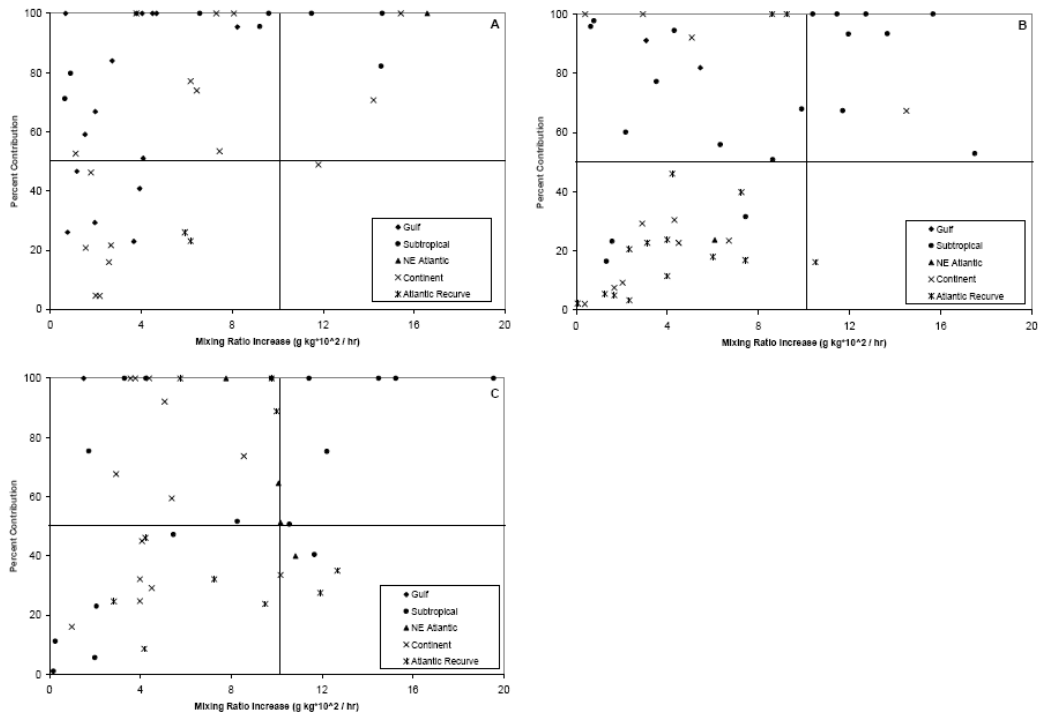 A
Percent Contribution
100
80
60
40
20
0
0 4 8 12 16 20
Mixing Ratio Increase (g kg*10^2 / hr)
Gulf
Subtropical
NE Atlantic
Continent
Atlantic Recurve
B
Percent Contribution
100
80
60
40
20
0
0 4 8 12 16 20
Mixing Ratio Increase (g kg*10^2 / hr)
Gulf
Subtropical
NE Atlantic
Continent
Atlantic Recurve
C
Percent Contribution
100
80
60
40
20
0
0 4 8 12 16 20
Mixing Ratio Increase (g kg*10^2 / hr)
Gulf
Subtropical
NE Atlantic
Continent
Atlantic Recurve